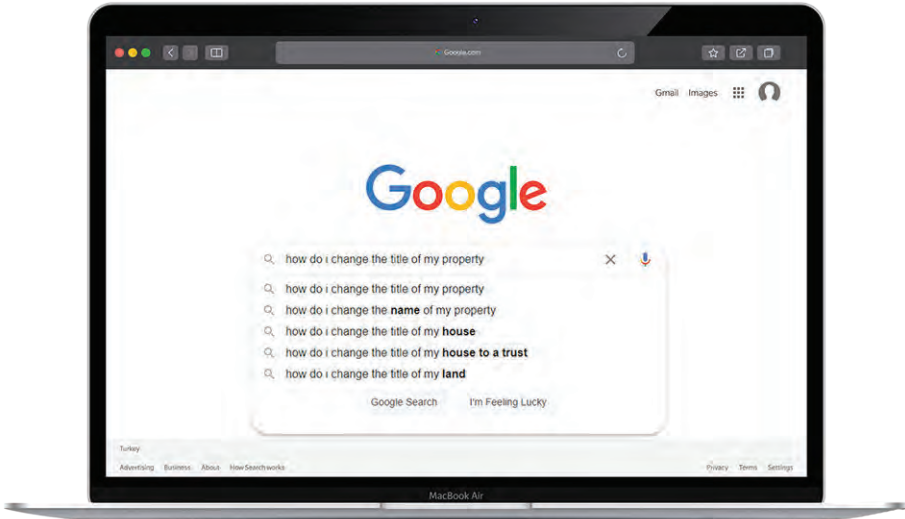 Google.com
Gmail Images
Google
how do i change the title of my property
how do i change the title of my property
how do i change the name of my property
how do i change the title of my house
how do i change the title of my house to a trust
how do i change the title of my land
Google Search I'm Feeling Lucky
Turkey
Advertising Business About How Search works Privacy Terms Settings
MacBook Air